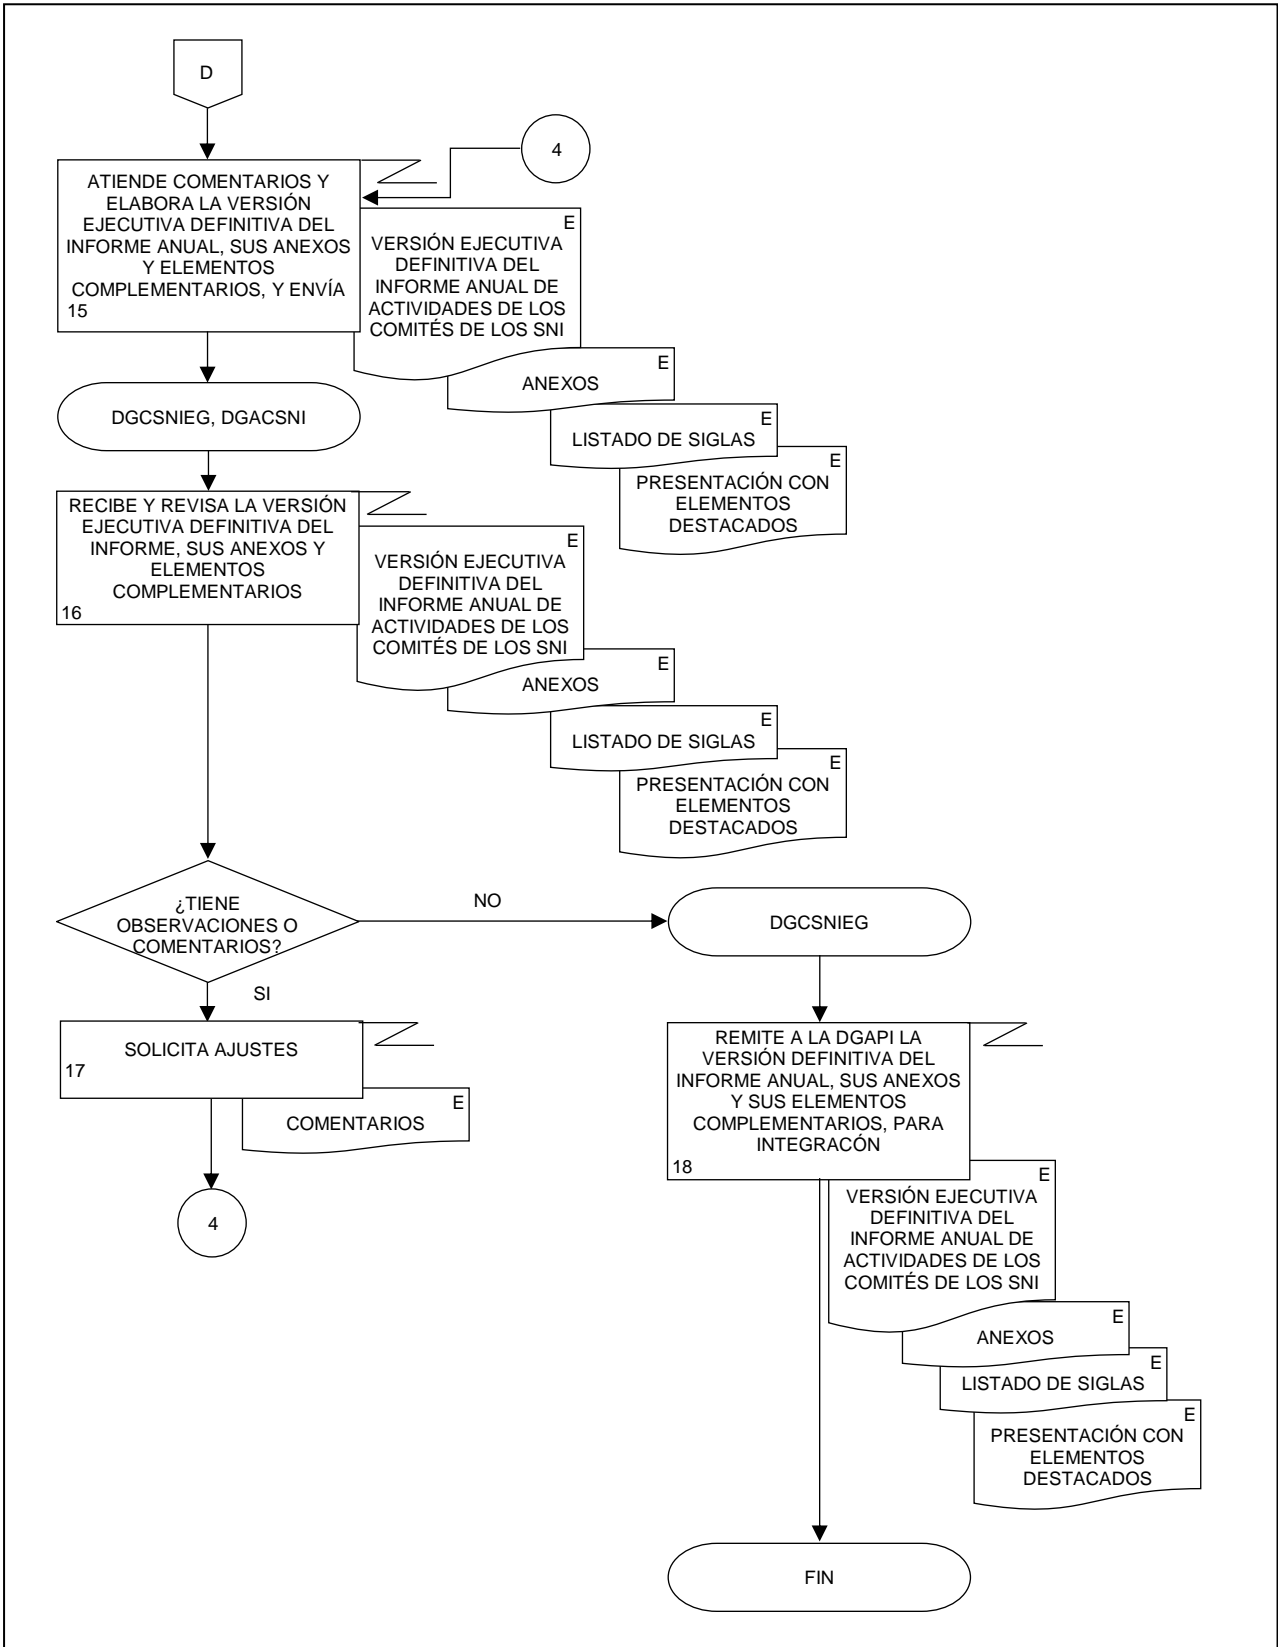 D
4
ATIENDE COMENTARIOS Y
ELABORA LA VERSIÓN
EJECUTIVA DEFINITIVA DEL
INFORME ANUAL, SUS ANEXOS
Y ELEMENTOS
COMPLEMENTARIOS, Y ENVÍA
15
E
VERSIÓN EJECUTIVA
DEFINITIVA DEL
INFORME ANUAL DE
ACTIVIDADES DE LOS
COMITÉS DE LOS SNI
E
ANEXOS
E
LISTADO DE SIGLAS
E
PRESENTACIÓN CON
ELEMENTOS
DESTACADOS
DGCSNIEG, DGACSNI
RECIBE Y REVISA LA VERSIÓN
EJECUTIVA DEFINITIVA DEL
INFORME, SUS ANEXOS Y
ELEMENTOS
COMPLEMENTARIOS
16
E
VERSIÓN EJECUTIVA
DEFINITIVA DEL
INFORME ANUAL DE
ACTIVIDADES DE LOS
COMITÉS DE LOS SNI
E
ANEXOS
E
LISTADO DE SIGLAS
E
PRESENTACIÓN CON
ELEMENTOS
DESTACADOS
¿TIENE
OBSERVACIONES O
COMENTARIOS?
NO
DGCSNIEG
SI
SOLICITA AJUSTES
17
E
COMENTARIOS
4
REMITE A LA DGAPI LA
VERSIÓN DEFINITIVA DEL
INFORME ANUAL, SUS ANEXOS
Y SUS ELEMENTOS
COMPLEMENTARIOS, PARA
INTEGRACÓN
18
E
VERSIÓN EJECUTIVA
DEFINITIVA DEL
INFORME ANUAL DE
ACTIVIDADES DE LOS
COMITÉS DE LOS SNI
E
ANEXOS
E
LISTADO DE SIGLAS
E
PRESENTACIÓN CON
ELEMENTOS
DESTACADOS
FIN